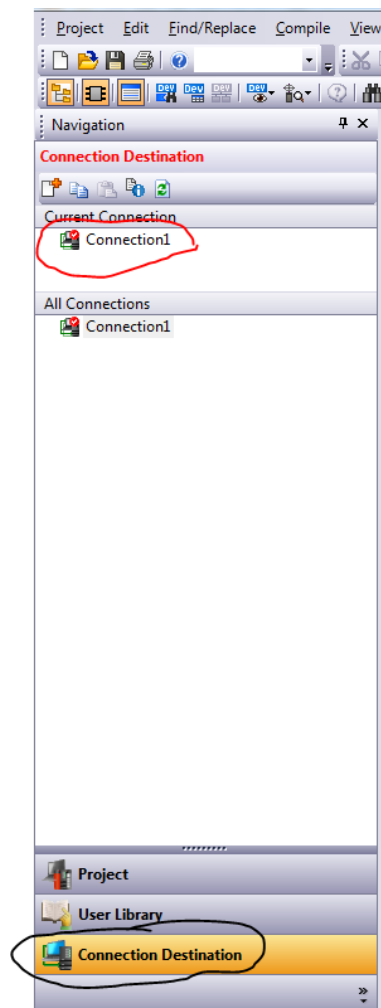 Project Edit Find/Replace Compile View
Navigation
Connection Destination
Current Connection
Connection1
All Connections
Connection1
Project
User Library
Connection Destination